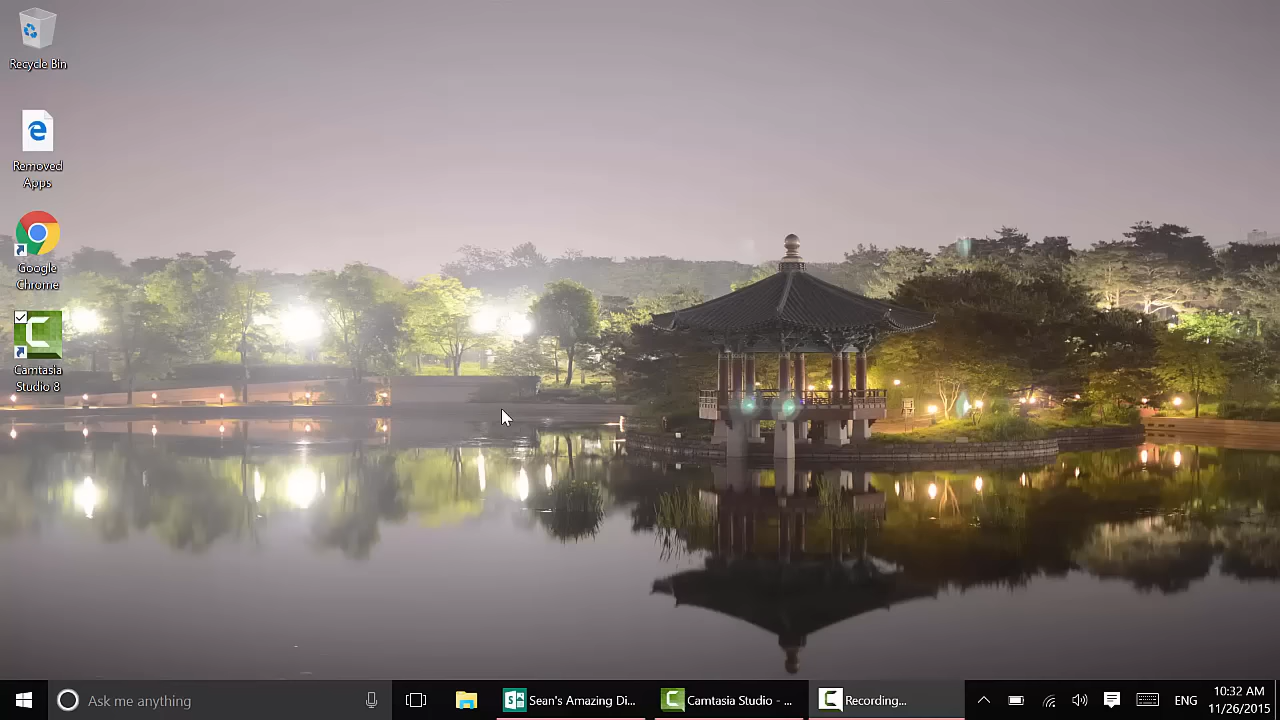 Recycle Bin
Removed
Apps
Google
Chrome
Camtasia
Studio 8
Ask me anything
Sean's Amazing Di...
Camtasia Studio - ...
Recording...
ENG
10:32 AM
11/26/2015